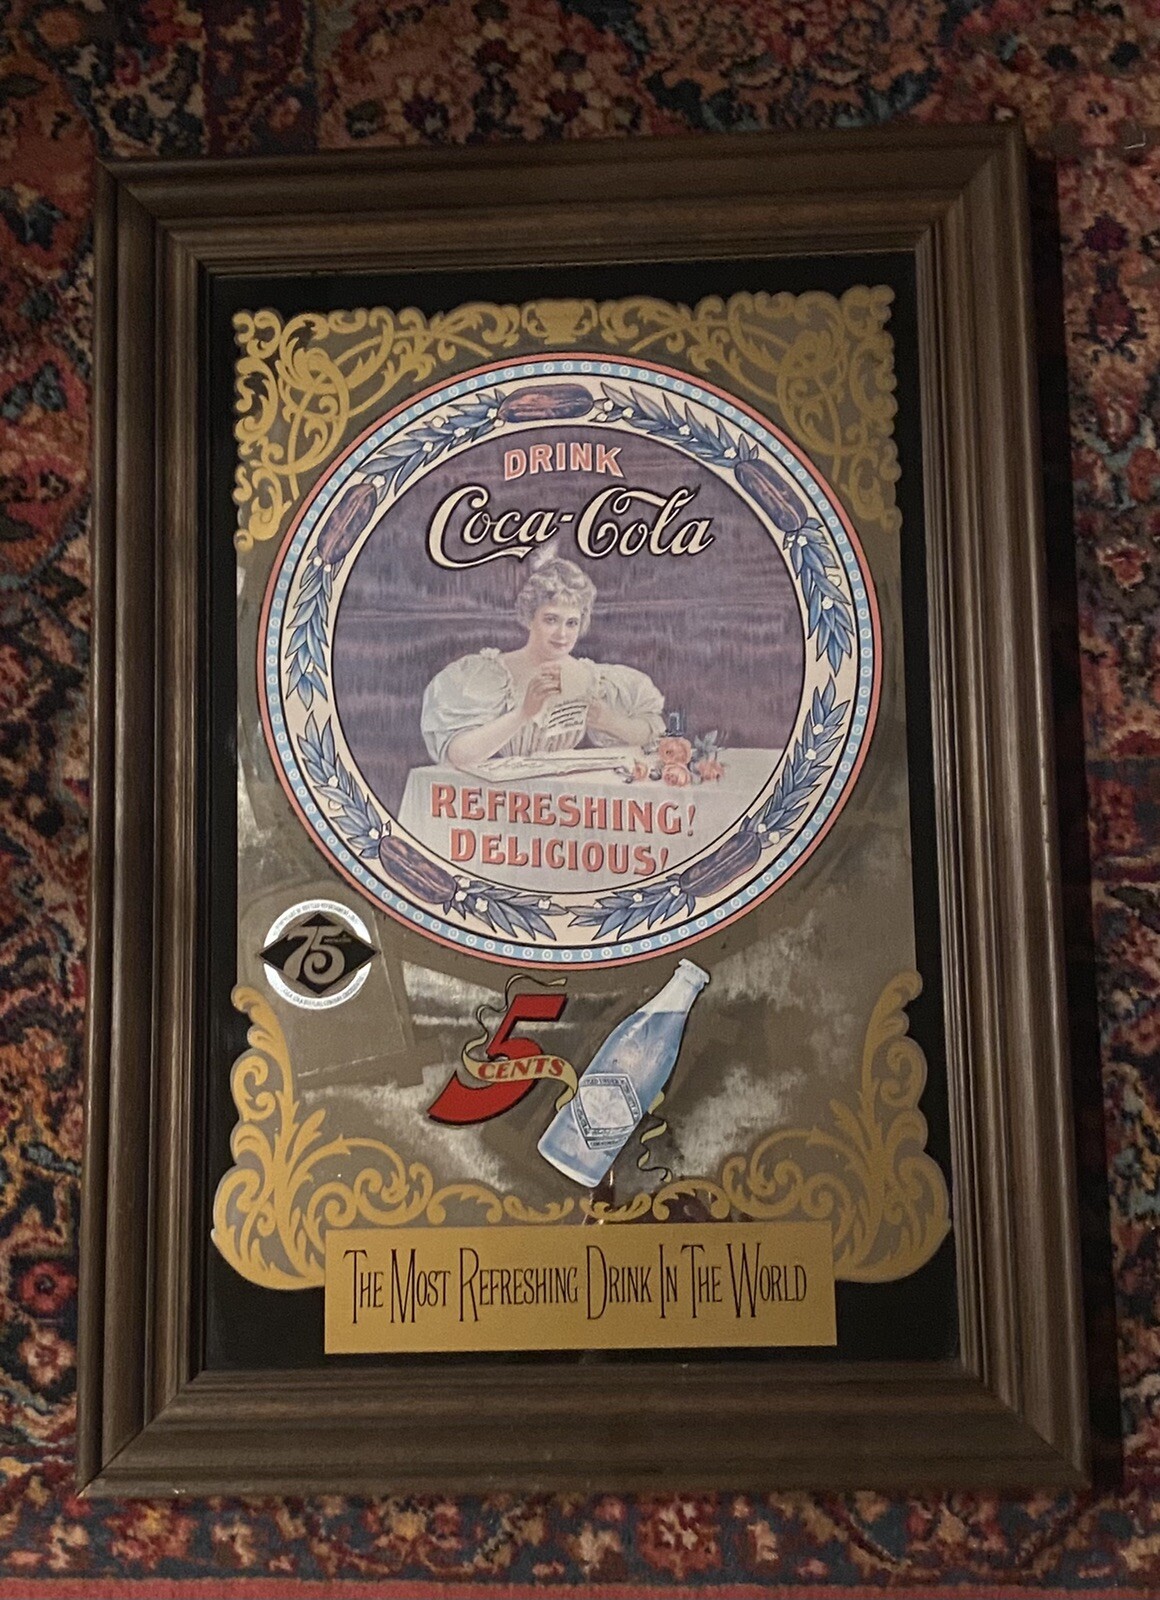 DRINK
Coca-Cola
REFRESHING!
DELICIOUS!
75
5
CENTS
THE MOST REFRESHING DRINK IN THE WORLD